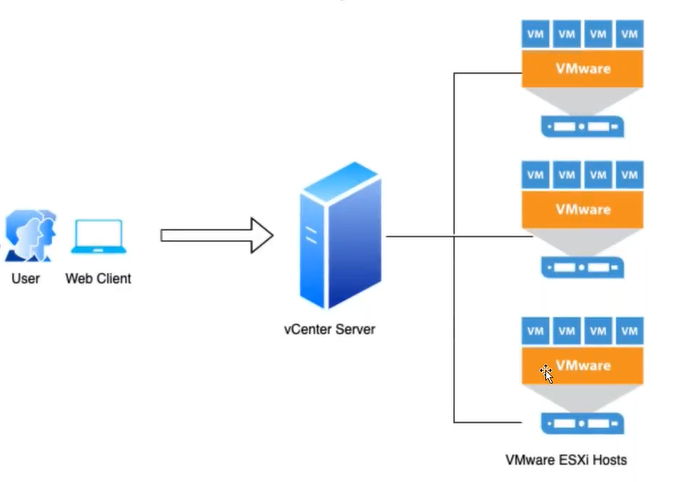 VM VM VM VM
VMware
VM VM VM VM
VMware
User
Web Client
vCenter Server
VM VM VM VM
VMware
VMware ESXi Hosts